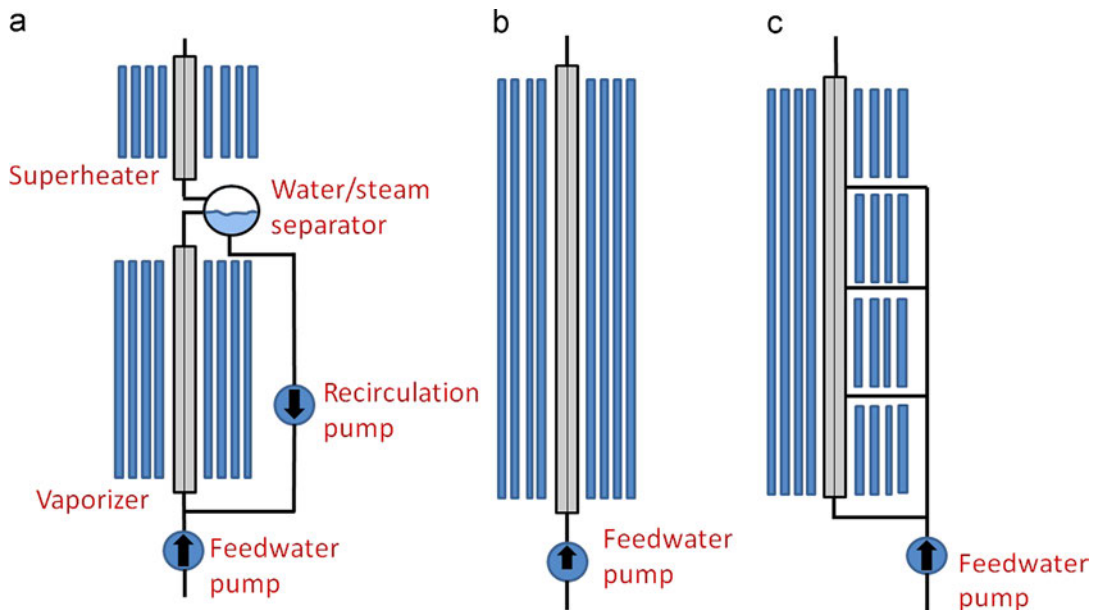 a
Superheater
Water/steam
separator
Recirculation
pump
Vaporizer
Feedwater
pump
b
Feedwater
pump
c
Feedwater
pump